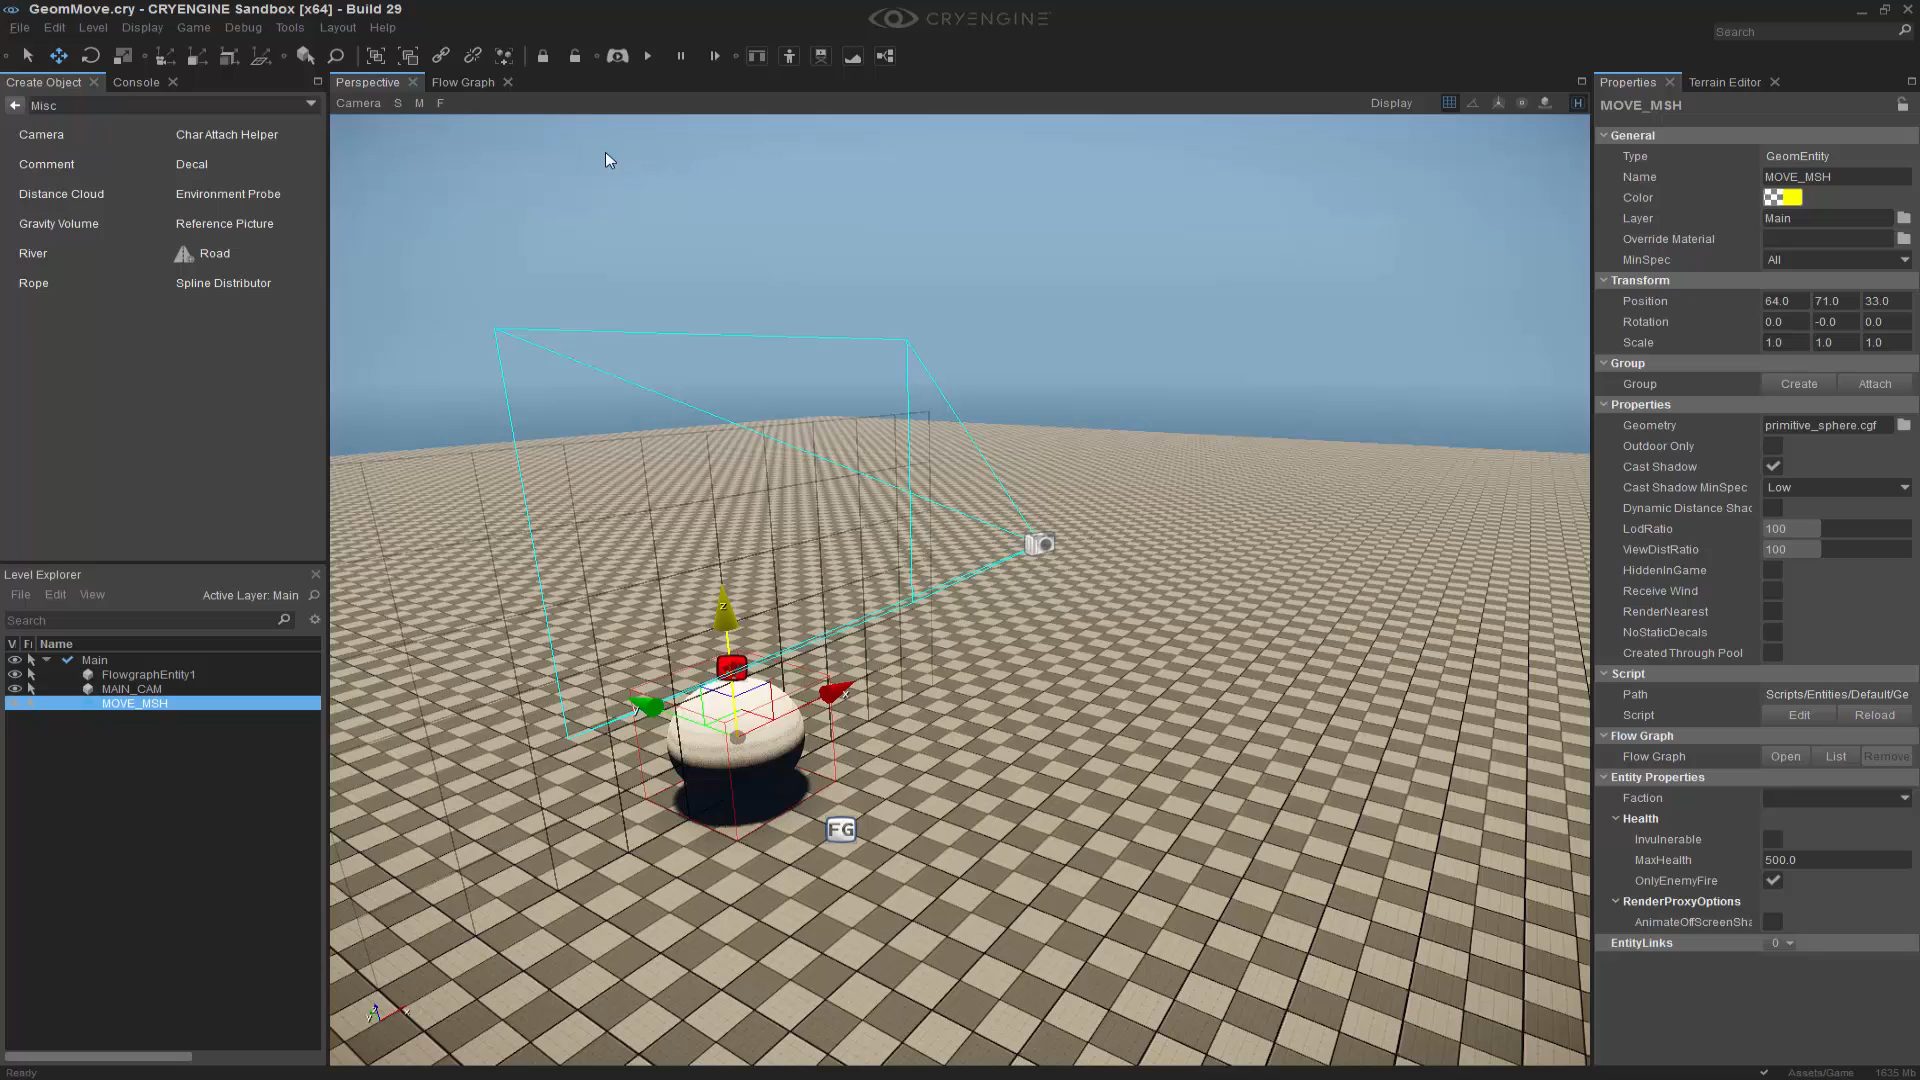 GeomMove.cry - CRYENGINE Sandbox [x64] - Build 29
CRYENGINE
File Edit Level Display Game Debug Tools Layout Help
Search
Create Object Console
Misc
Camera Char Attach Helper
Comment Decal
Distance Cloud Environment Probe
Gravity Volume Reference Picture
River Road
Rope Spline Distributor
Level Explorer
File Edit View Active Layer: Main
Search
V Fr Name
Main
FlowgraphEntity1
MAIN_CAM
MOVE_MSH
Ready
Perspective Flow Graph
Camera S M F Display H
z
x
y
FG
y x
Properties Terrain Editor
MOVE_MSH
General
Type GeomEntity
Name MOVE_MSH
Color
Layer Main
Override Material
MinSpec All
Transform
Position 64.0 71.0 33.0
Rotation 0.0 -0.0 0.0
Scale 1.0 1.0 1.0
Group
Group Create Attach
Properties
Geometry primitive_sphere.cgf
Outdoor Only
Cast Shadow
Cast Shadow MinSpec Low
Dynamic Distance Shac
LodRatio 100
ViewDistRatio 100
HiddenInGame
Receive Wind
RenderNearest
NoStaticDecals
Created Through Pool
Script
Path Scripts/Entities/Default/Ge
Script Edit Reload
Flow Graph
Flow Graph Open List Remove
Entity Properties
Faction
Health
Invulnerable
MaxHealth 500.0
OnlyEnemyFire
RenderProxyOptions
AnimateOffScreenSha
EntityLinks 0
Assets/Game 1635 Mb